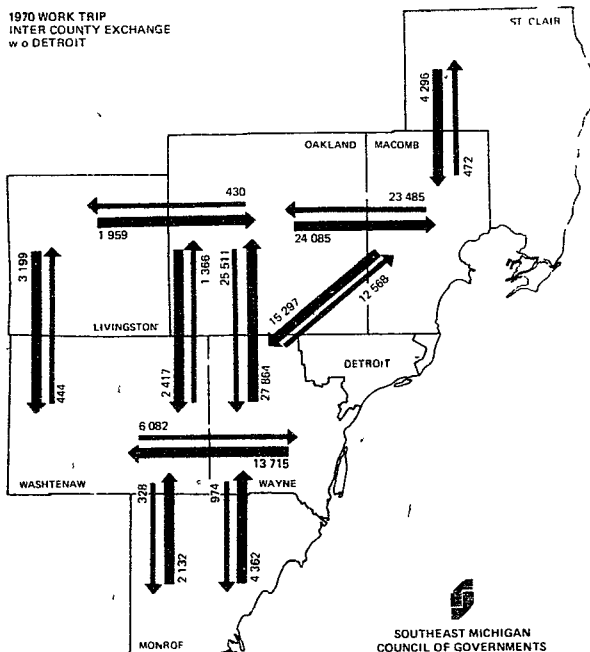 1970 WORK TRIP
INTER COUNTY EXCHANGE
w o DETROIT
ST. CLAIR
4 296
472
OAKLAND
MACOMB
430
1 959
23 485
24 085
3 199
444
1 366
2 417
25 511
27 864
15 297
12 568
LIVINGSTON
DETROIT
6 082
13 715
WASHTENAW
WAYNE
328
2 132
974
4 362
MONROF
SOUTHEAST MICHIGAN
COUNCIL OF GOVERNMENTS